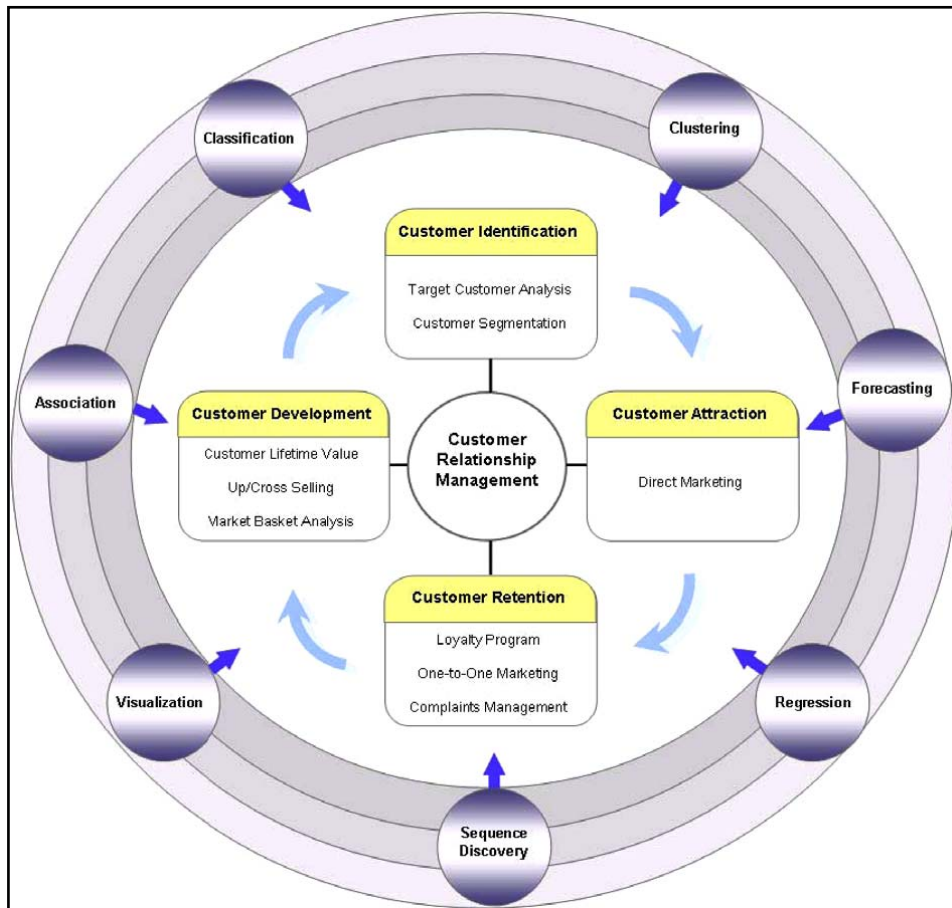 Classification
Clustering
Customer Identification
Target Customer Analysis
Customer Segmentation
Association
Forecasting
Customer Development
Customer Lifetime Value
Up/Cross Selling
Market Basket Analysis
Customer
Relationship
Management
Customer Attraction
Direct Marketing
Customer Retention
Loyalty Program
One-to-One Marketing
Complaints Management
Visualization
Regression
Sequence
Discovery